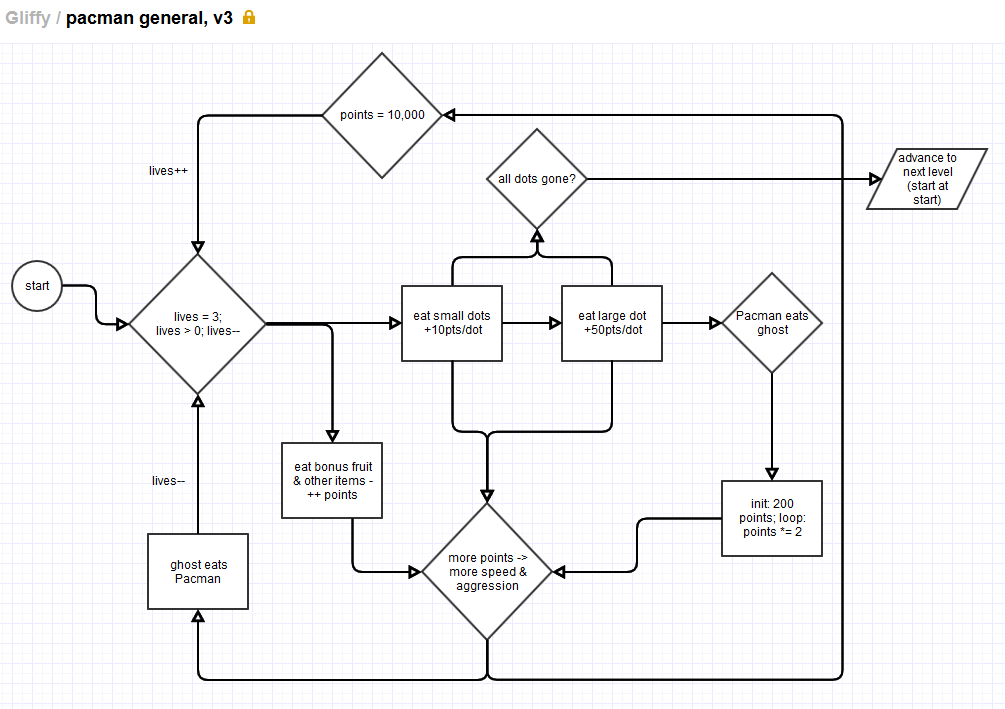 Gliffy / pacman general, v3
points = 10,000
lives++
all dots gone?
advance to
next level
(start at
start)
start
lives = 3;
lives > 0; lives--
eat small dots
+10pts/dot
eat large dot
+50pts/dot
Pacman eats
ghost
eat bonus fruit
& other items -
++ points
lives--
init: 200
points; loop:
points *= 2
ghost eats
Pacman
more points ->
more speed &
aggression